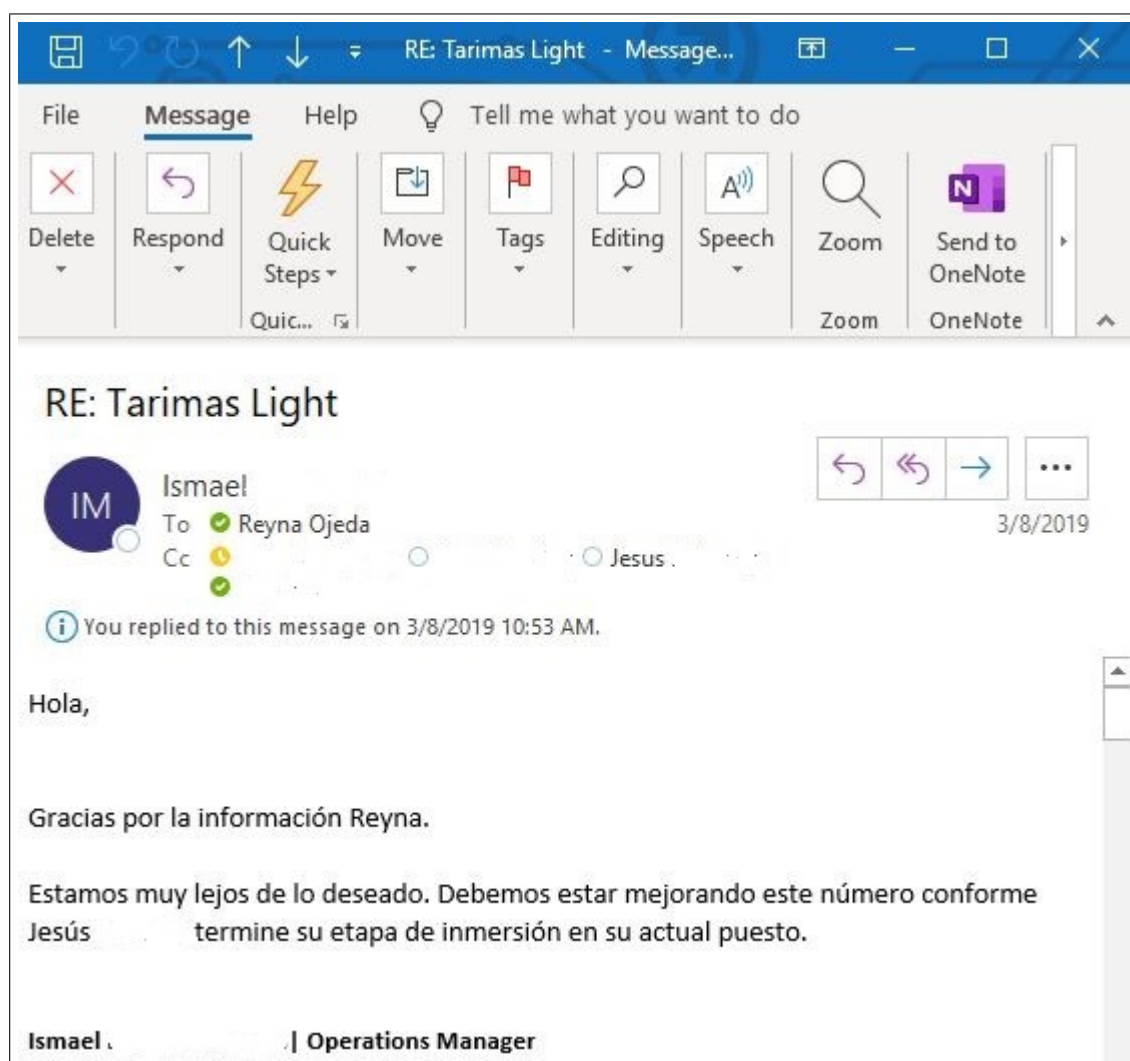 RE: Tarimas Light - Message...
File Message Help Tell me what you want to do
Delete Respond Quick Steps Move Tags Editing Speech Zoom Send to OneNote
Quic... Zoom OneNote
RE: Tarimas Light
IM
Ismael
To Reyna Ojeda
3/8/2019
Cc Jesus
You replied to this message on 3/8/2019 10:53 AM.
Hola,
Gracias por la información Reyna.
Estamos muy lejos de lo deseado. Debemos estar mejorando este número conforme
Jesús termine su etapa de inmersión en su actual puesto.
Ismael | Operations Manager